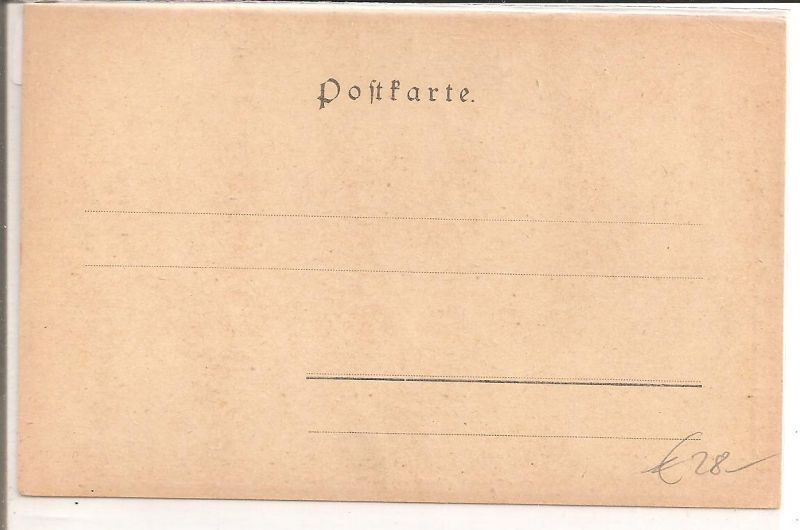 Postkarte.
€ 28-